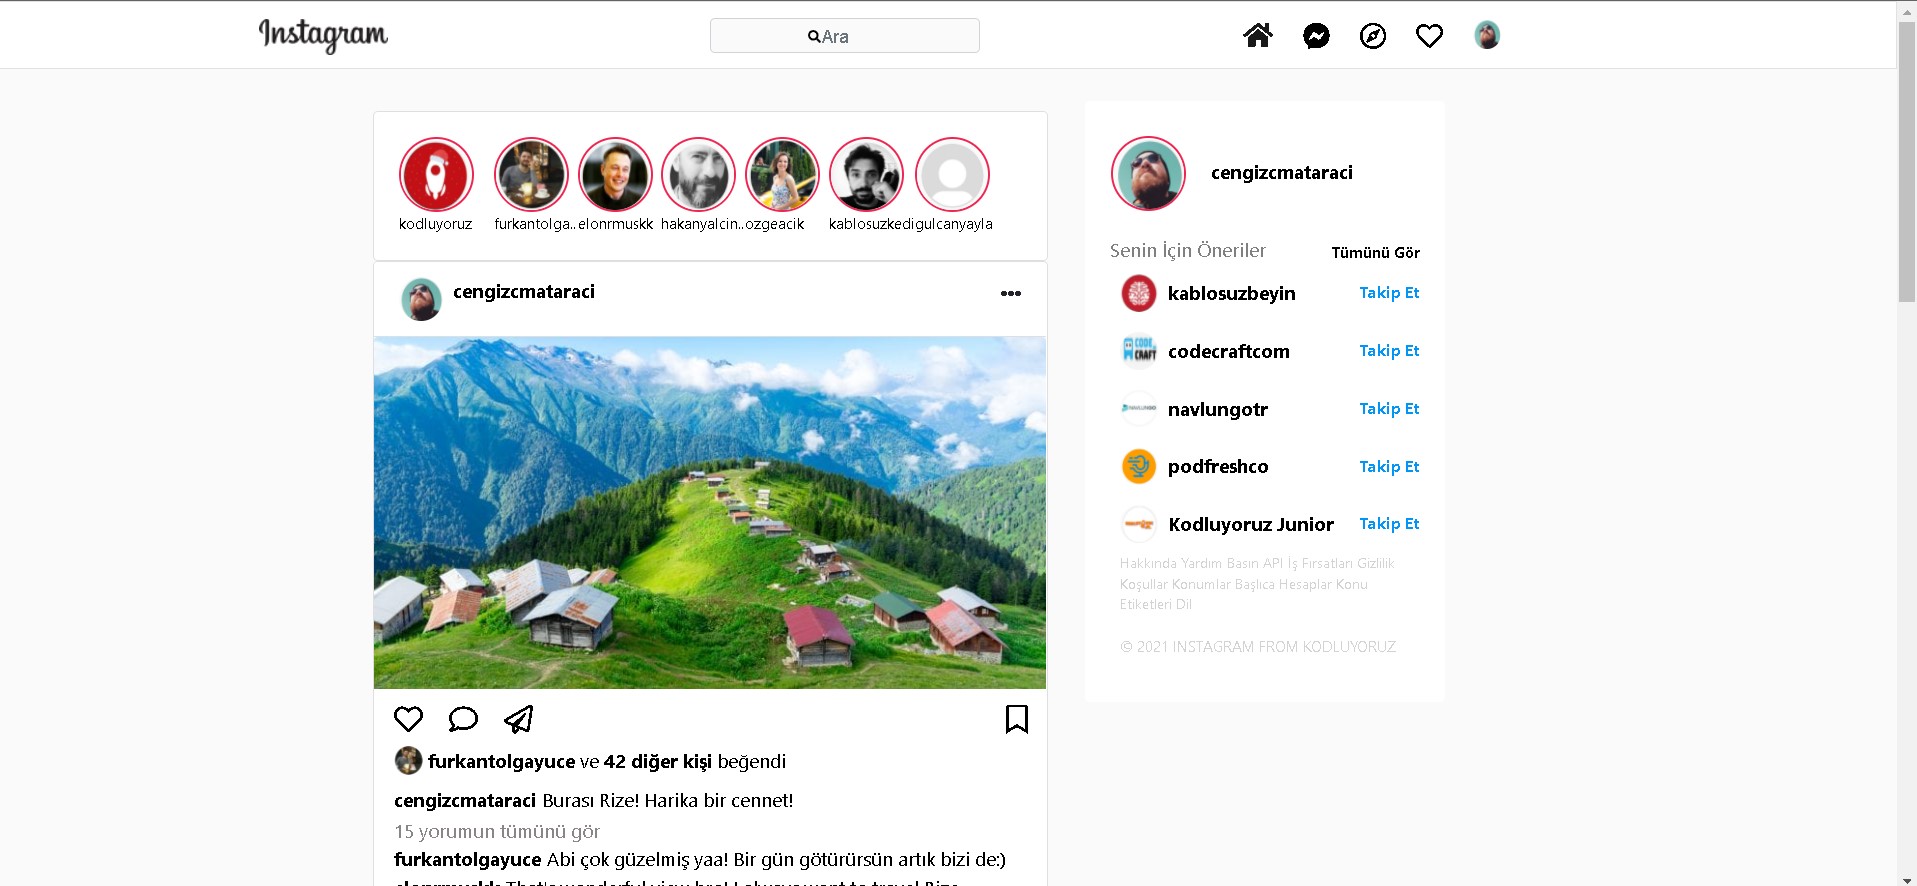 Instagram
Ara
kodluyoruz
furkantolga..
elonrmuskk
hakanyalcin..
ozgeacik
kablosuzkedi
gulcanyayla
cengizcmataraci
Senin İçin Öneriler
Tümünü Gör
kablosuzbeyin
Takip Et
CODE CRAFT
codecraftcom
Takip Et
navlungotr
Takip Et
podfreshco
Takip Et
Kodluyoruz Junior
Takip Et
Hakkında Yardım Basın API İş Fırsatları Gizlilik
Koşullar Konumlar Başlıca Hesaplar Konu
Etiketleri Dil
© 2021 INSTAGRAM FROM KODLUYORUZ
cengizcmataraci
furkantolgayuce ve 42 diğer kişi beğendi
cengizcmataraci Burası Rize! Harika bir cennet!
15 yorumun tümünü gör
furkantolgayuce Abi çok güzelmiş yaa! Bir gün götürürsün artık bizi de:)